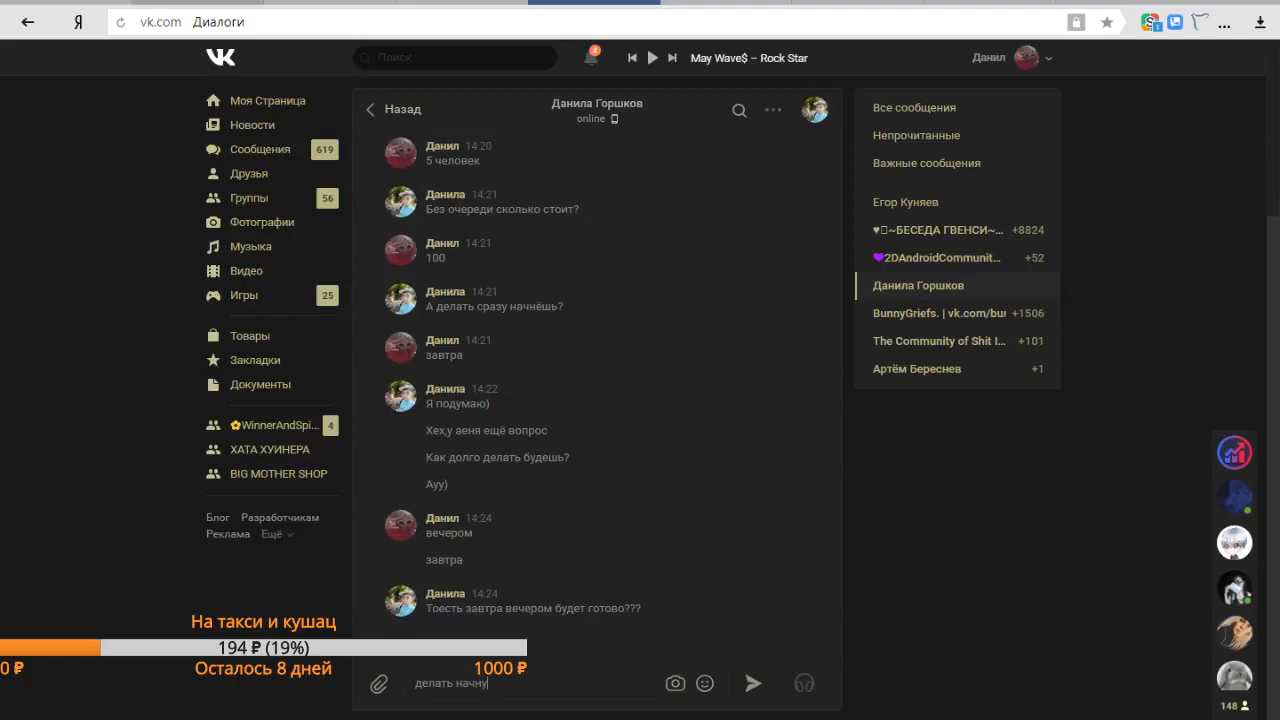 vk.com Диалоги
Поиск
4
May Wave$ – Rock Star
Данил
Моя Страница
Новости
Сообщения 619
Друзья
Группы 56
Фотографии
Музыка
Видео
Игры 25
Товары
Закладки
Документы
WinnerAndSpi... 4
ХАТА ХУИНЕРА
BIG MOTHER SHOP
Блог Разработчикам
Реклама Ещё
Назад
Данила Горшков
online
Данил 14:20
5 человек
Данила 14:21
Без очереди сколько стоит?
Данил 14:21
100
Данила 14:21
А делать сразу начнёшь?
Данил 14:21
завтра
Данила 14:22
Я подумаю)
Хех,у аеня ещё вопрос
Как долго делать будешь?
Ауу)
Данил 14:24
вечером
завтра
Данила 14:24
Тоесть завтра вечером будет готово???
делать начну
Все сообщения
Непрочитанные
Важные сообщения
Егор Куняев
♥~БЕСЕДА ГВЕНСИ~... +8824
💜2DAndroidCommunit... +52
Данила Горшков
BunnyGriefs. | vk.com/bu +1506
The Community of Shit I... +101
Артём Береснев +1
148
На такси и кушац
194 ₽ (19%)
0 ₽ Осталось 8 дней 1000 ₽